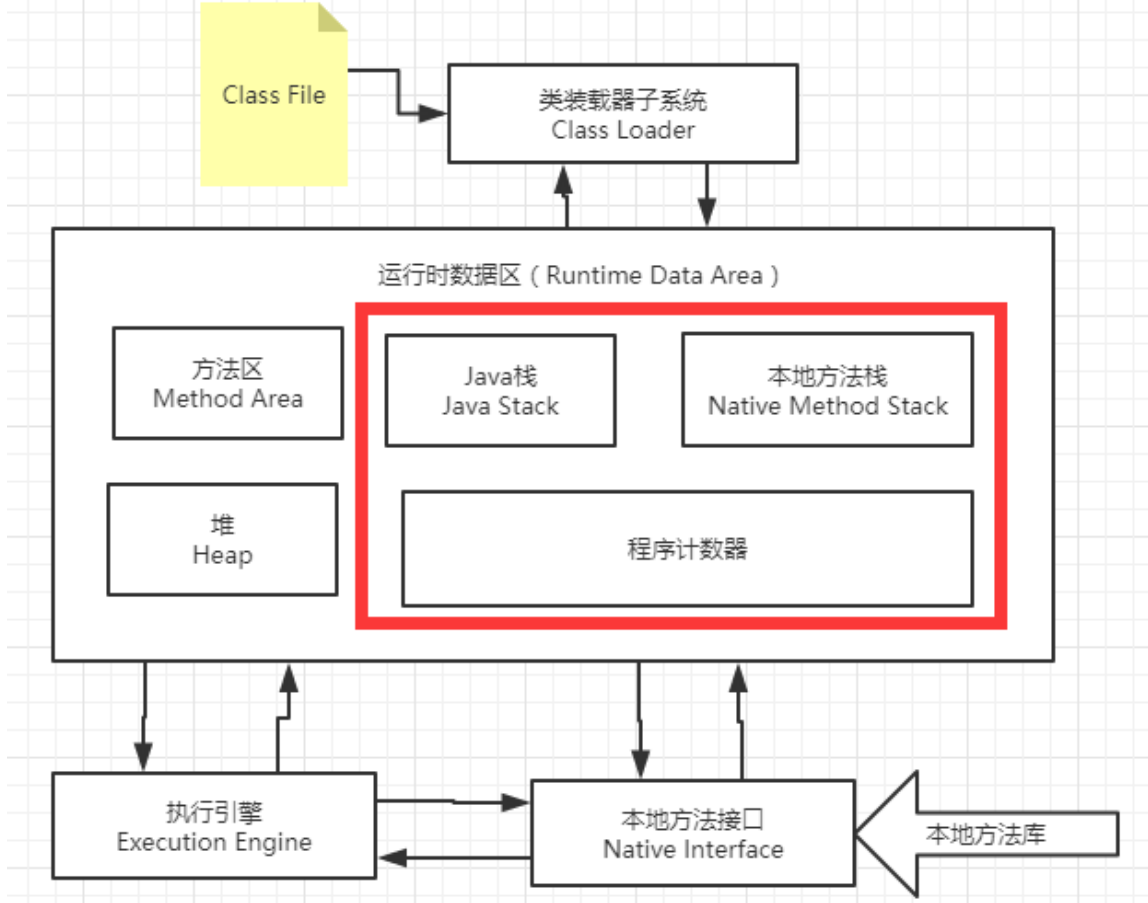 Class File
类装载器子系统
Class Loader
运行时数据区（Runtime Data Area）
方法区
Method Area
Java栈
Java Stack
本地方法栈
Native Method Stack
堆
Heap
程序计数器
执行引擎
Execution Engine
本地方法接口
Native Interface
本地方法库